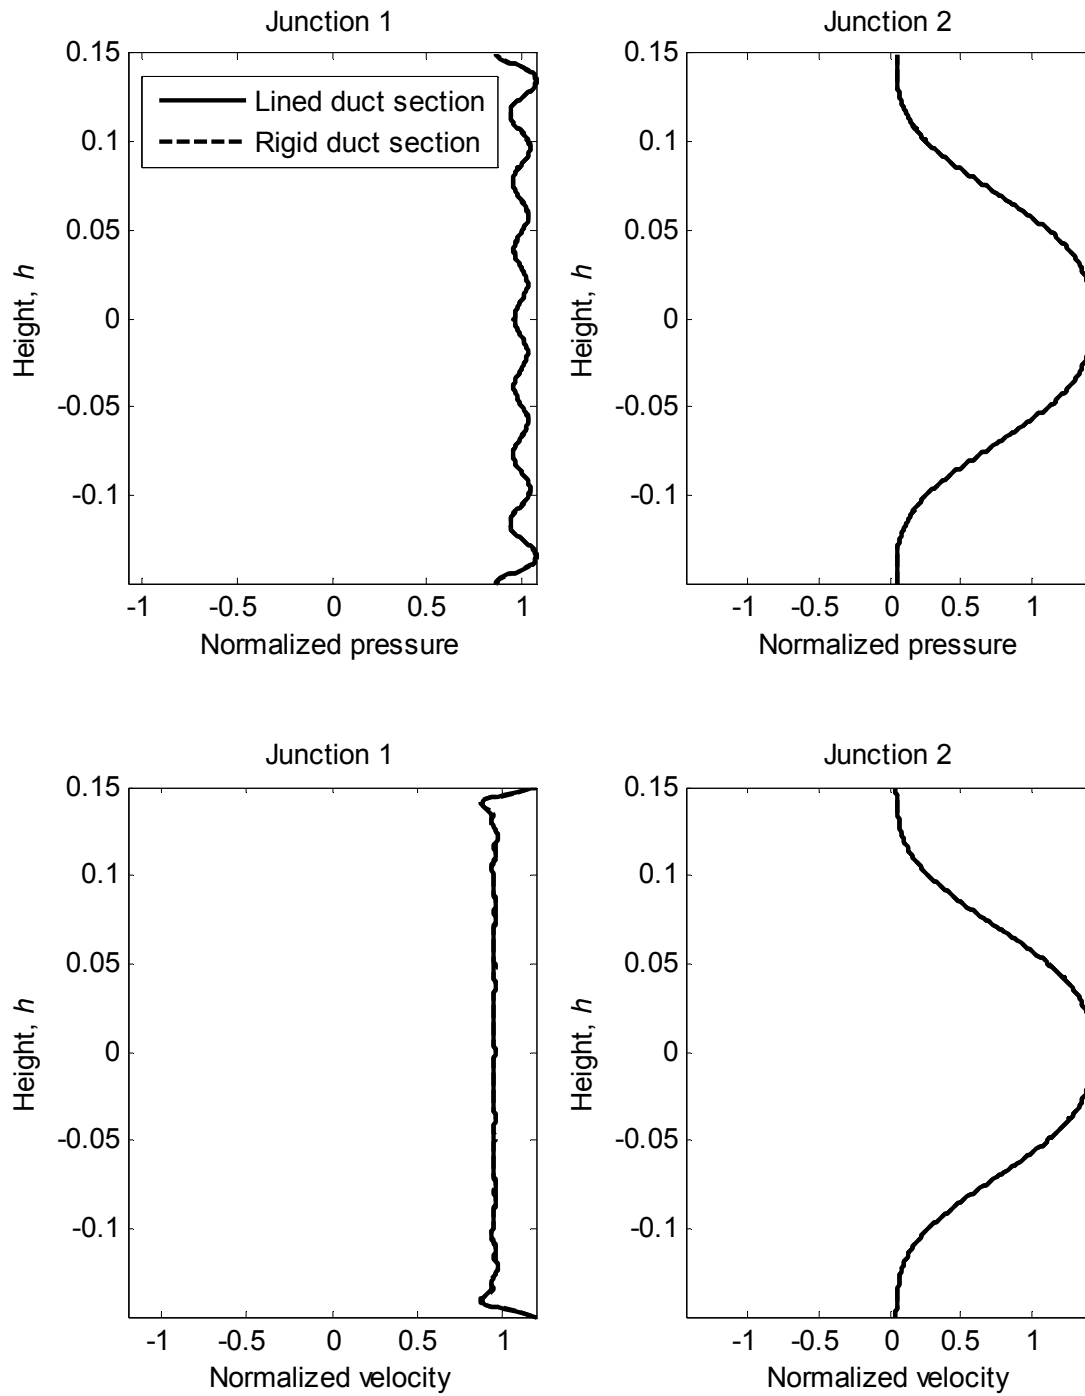 Junction 1
0.15
0.1
0.05
0
-0.05
-0.1
Height, h
Lined duct section
Rigid duct section
-1 -0.5 0 0.5 1
Normalized pressure
Junction 2
0.15
0.1
0.05
0
-0.05
-0.1
Height, h
-1 -0.5 0 0.5 1
Normalized pressure
Junction 1
0.15
0.1
0.05
0
-0.05
-0.1
Height, h
-1 -0.5 0 0.5 1
Normalized velocity
Junction 2
0.15
0.1
0.05
0
-0.05
-0.1
Height, h
-1 -0.5 0 0.5 1
Normalized velocity